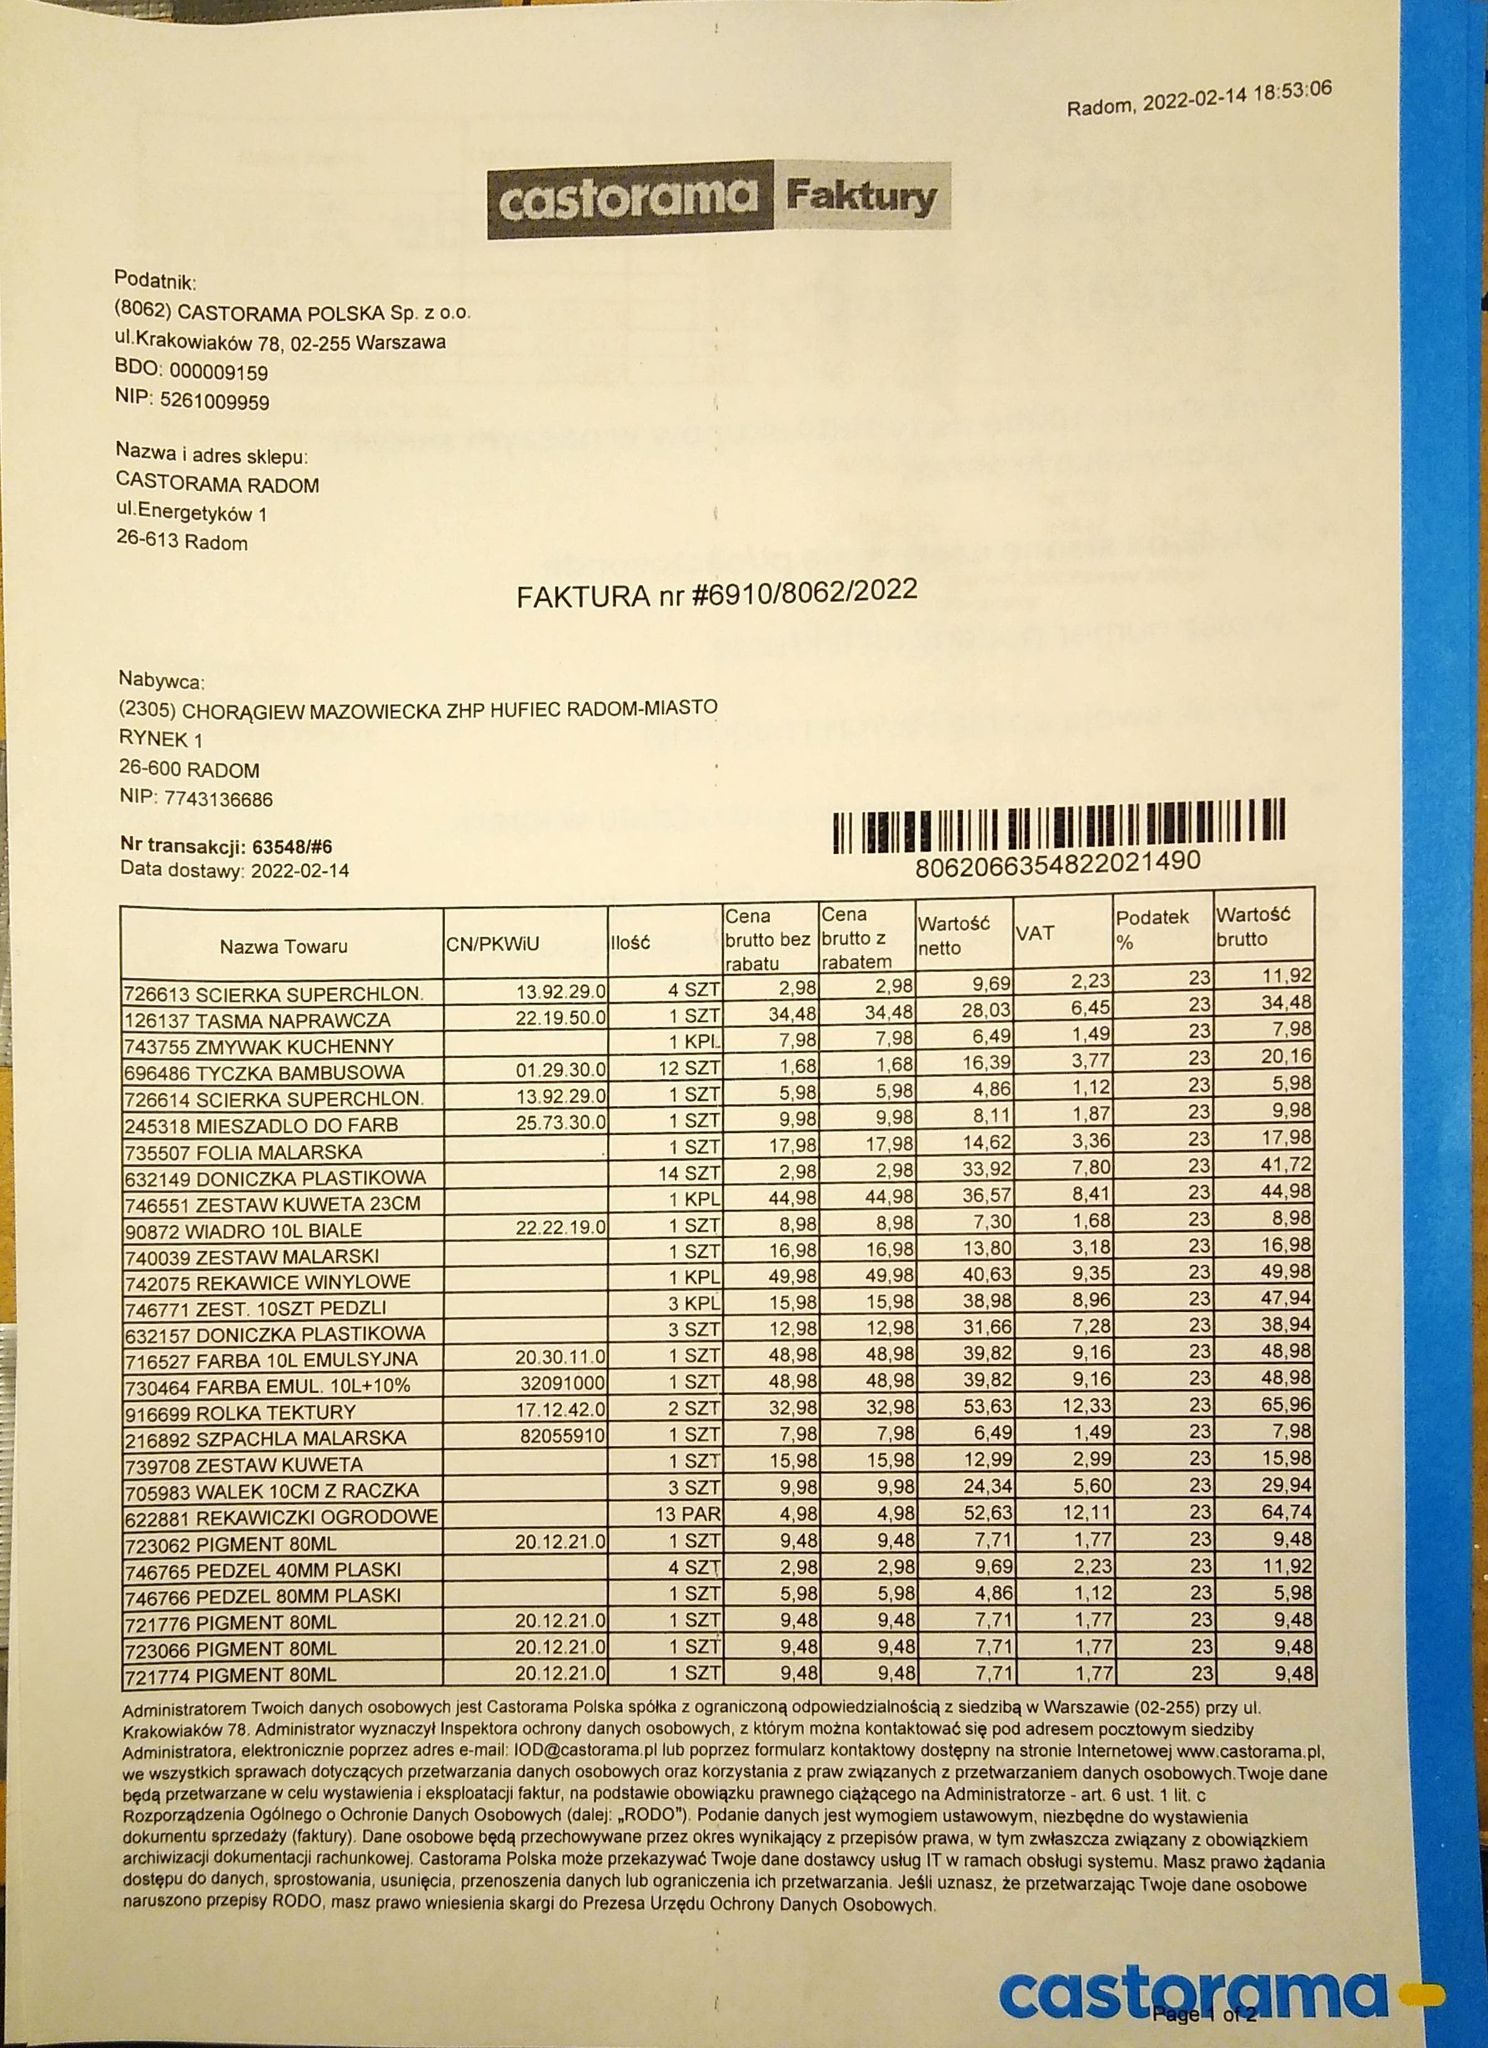 Radom, 2022-02-14 18:53:06
castorama Faktury
Podatnik:
(8062) CASTORAMA POLSKA Sp. z o.o.
ul.Krakowiaków 78, 02-255 Warszawa
BDO: 000009159
NIP: 5261009959
Nazwa i adres sklepu:
CASTORAMA RADOM
ul.Energetyków 1
26-613 Radom
FAKTURA nr #6910/8062/2022
Nabywca:
(2305) CHORĄGIEW MAZOWIECKA ZHP HUFIEC RADOM-MIASTO
RYNEK 1
26-600 RADOM
NIP: 7743136686
Nr transakcji: 63548/#6
Data dostawy: 2022-02-14
8062066354822021490
Nazwa Towaru CN/PKWiU Ilość Cena brutto bez rabatu Cena brutto z rabatem Wartość netto VAT Podatek % Wartość brutto
726613 SCIERKA SUPERCHLON. 13.92.29.0 4 SZT 2,98 2,98 9,69 2,23 23 11,92
126137 TASMA NAPRAWCZA 22.19.50.0 1 SZT 34,48 34,48 28,03 6,45 23 34,48
743755 ZMYWAK KUCHENNY 1 KPL 7,98 7,98 6,49 1,49 23 7,98
696486 TYCZKA BAMBUSOWA 01.29.30.0 12 SZT 1,68 1,68 16,39 3,77 23 20,16
726614 SCIERKA SUPERCHLON. 13.92.29.0 1 SZT 5,98 5,98 4,86 1,12 23 5,98
245318 MIESZADLO DO FARB 25.73.30.0 1 SZT 9,98 9,98 8,11 1,87 23 9,98
735507 FOLIA MALARSKA 1 SZT 17,98 17,98 14,62 3,36 23 17,98
632149 DONICZKA PLASTIKOWA 14 SZT 2,98 2,98 33,92 7,80 23 41,72
746551 ZESTAW KUWETA 23CM 1 KPL 44,98 44,98 36,57 8,41 23 44,98
90872 WIADRO 10L BIALE 22.22.19.0 1 SZT 8,98 8,98 7,30 1,68 23 8,98
740039 ZESTAW MALARSKI 1 SZT 16,98 16,98 13,80 3,18 23 16,98
742075 REKAWICE WINYLOWE 1 KPL 49,98 49,98 40,63 9,35 23 49,98
746771 ZEST. 10SZT PEDZLI 3 KPL 15,98 15,98 38,98 8,96 23 47,94
632157 DONICZKA PLASTIKOWA 3 SZT 12,98 12,98 31,66 7,28 23 38,94
716527 FARBA 10L EMULSYJNA 20.30.11.0 1 SZT 48,98 48,98 39,82 9,16 23 48,98
730464 FARBA EMUL. 10L+10% 32091000 1 SZT 48,98 48,98 39,82 9,16 23 48,98
916699 ROLKA TEKTURY 17.12.42.0 2 SZT 32,98 32,98 53,63 12,33 23 65,96
216892 SZPACHLA MALARSKA 82055910 1 SZT 7,98 7,98 6,49 1,49 23 7,98
739708 ZESTAW KUWETA 1 SZT 15,98 15,98 12,99 2,99 23 15,98
705983 WALEK 10CM Z RACZKA 3 SZT 9,98 9,98 24,34 5,60 23 29,94
622881 REKAWICZKI OGRODOWE 13 PAR 4,98 4,98 52,63 12,11 23 64,74
723062 PIGMENT 80ML 20.12.21.0 1 SZT 9,48 9,48 7,71 1,77 23 9,48
746765 PEDZEL 40MM PLASKI 4 SZT 2,98 2,98 9,69 2,23 23 11,92
746766 PEDZEL 80MM PLASKI 1 SZT 5,98 5,98 4,86 1,12 23 5,98
721776 PIGMENT 80ML 20.12.21.0 1 SZT 9,48 9,48 7,71 1,77 23 9,48
723066 PIGMENT 80ML 20.12.21.0 1 SZT 9,48 9,48 7,71 1,77 23 9,48
721774 PIGMENT 80ML 20.12.21.0 1 SZT 9,48 9,48 7,71 1,77 23 9,48
Administratorem Twoich danych osobowych jest Castorama Polska spółka z ograniczoną odpowiedzialnością z siedzibą w Warszawie (02-255) przy ul.
Krakowiaków 78. Administrator wyznaczył Inspektora ochrony danych osobowych, z którym można kontaktować się pod adresem pocztowym siedziby
Administratora, elektronicznie poprzez adres e-mail: IOD@castorama.pl lub poprzez formularz kontaktowy dostępny na stronie Internetowej www.castorama.pl,
we wszystkich sprawach dotyczących przetwarzania danych osobowych oraz korzystania z praw związanych z przetwarzaniem danych osobowych.Twoje dane
będą przetwarzane w celu wystawienia i eksploatacji faktur, na podstawie obowiązku prawnego ciążącego na Administratorze - art. 6 ust. 1 lit. c
Rozporządzenia Ogólnego o Ochronie Danych Osobowych (dalej: „RODO"). Podanie danych jest wymogiem ustawowym, niezbędne do wystawienia
dokumentu sprzedaży (faktury). Dane osobowe będą przechowywane przez okres wynikający z przepisów prawa, w tym zwłaszcza związany z obowiązkiem
archiwizacji dokumentacji rachunkowej. Castorama Polska może przekazywać Twoje dane dostawcy usług IT w ramach obsługi systemu. Masz prawo żądania
dostępu do danych, sprostowania, usunięcia, przenoszenia danych lub ograniczenia ich przetwarzania. Jeśli uznasz, że przetwarzając Twoje dane osobowe
naruszono przepisy RODO, masz prawo wniesienia skargi do Prezesa Urzędu Ochrony Danych Osobowych.
castorama
Page 1 of 2